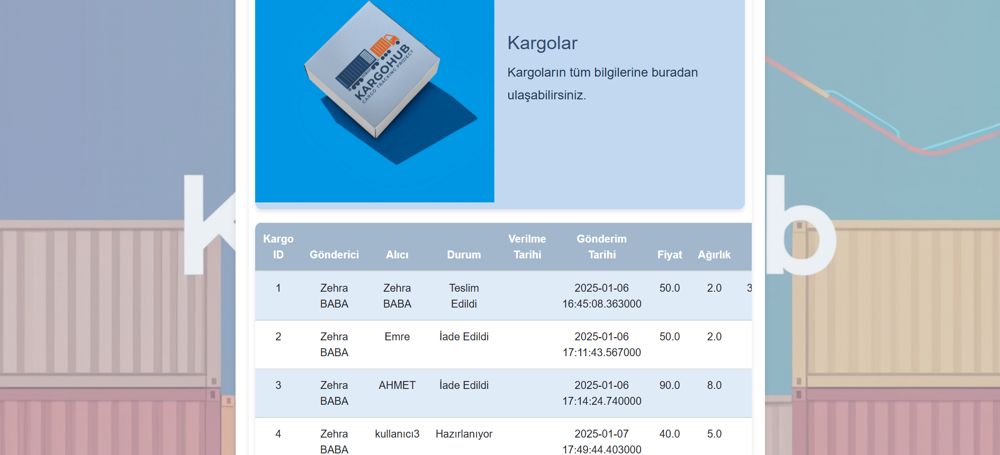 KARGOHUB
CARGO TRACKING PROJECT
Kargolar
Kargoların tüm bilgilerine buradan
ulaşabilirsiniz.
k
b
Kargo ID Gönderici Alıcı Durum Verilme Tarihi Gönderim Tarihi Fiyat Ağırlık
1 Zehra BABA Zehra BABA Teslim Edildi 2025-01-06 16:45:08.363000 50.0 2.0 3
2 Zehra BABA Emre İade Edildi 2025-01-06 17:11:43.567000 50.0 2.0
3 Zehra BABA AHMET İade Edildi 2025-01-06 17:14:24.740000 90.0 8.0
4 Zehra BABA kullanıcı3 Hazırlanıyor 2025-01-07 17:49:44.403000 40.0 5.0